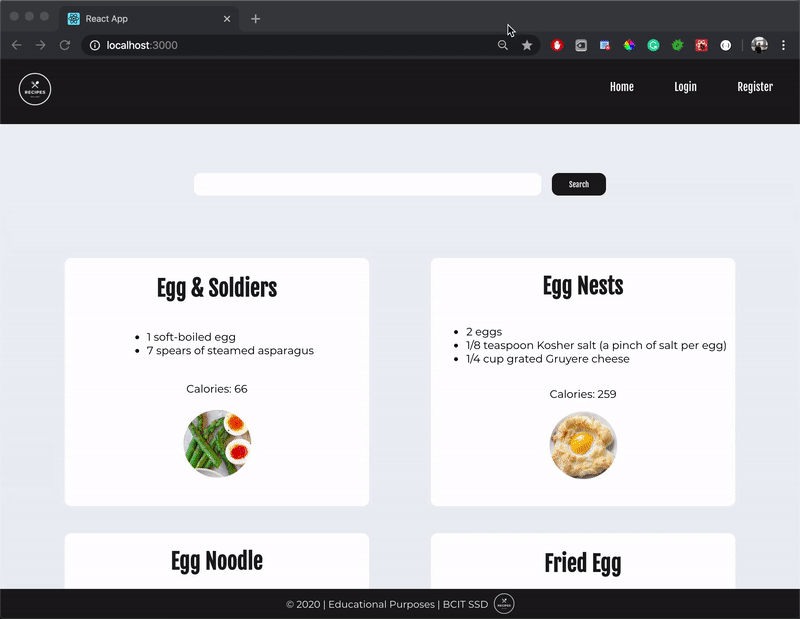 React App
localhost:3000
RECIPES
Home Login Register
Search
Egg & Soldiers
1 soft-boiled egg
7 spears of steamed asparagus
Calories: 66
Egg Nests
2 eggs
1/8 teaspoon Kosher salt (a pinch of salt per egg)
1/4 cup grated Gruyere cheese
Calories: 259
Egg Noodle
Fried Egg
© 2020 | Educational Purposes | BCIT SSD
RECIPES